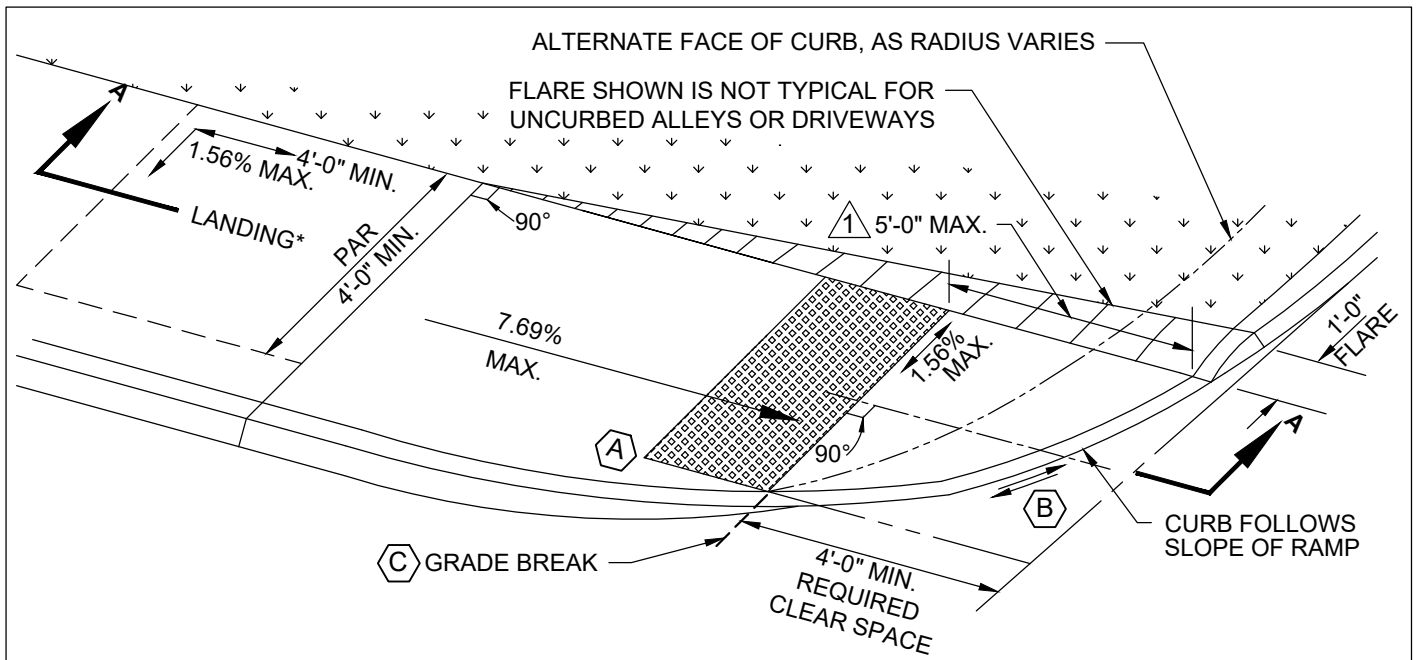 ALTERNATE FACE OF CURB, AS RADIUS VARIES
FLARE SHOWN IS NOT TYPICAL FOR
UNCURBED ALLEYS OR DRIVEWAYS
A
4'-0" MIN.
1.56% MAX.
LANDING*
PAR
4'-0" MIN.
90°
1 5'-0" MAX.
7.69%
MAX.
1.56%
MAX.
1'-0"
FLARE
A
90°
A
B
CURB FOLLOWS
SLOPE OF RAMP
C GRADE BREAK
4'-0" MIN.
REQUIRED
CLEAR SPACE